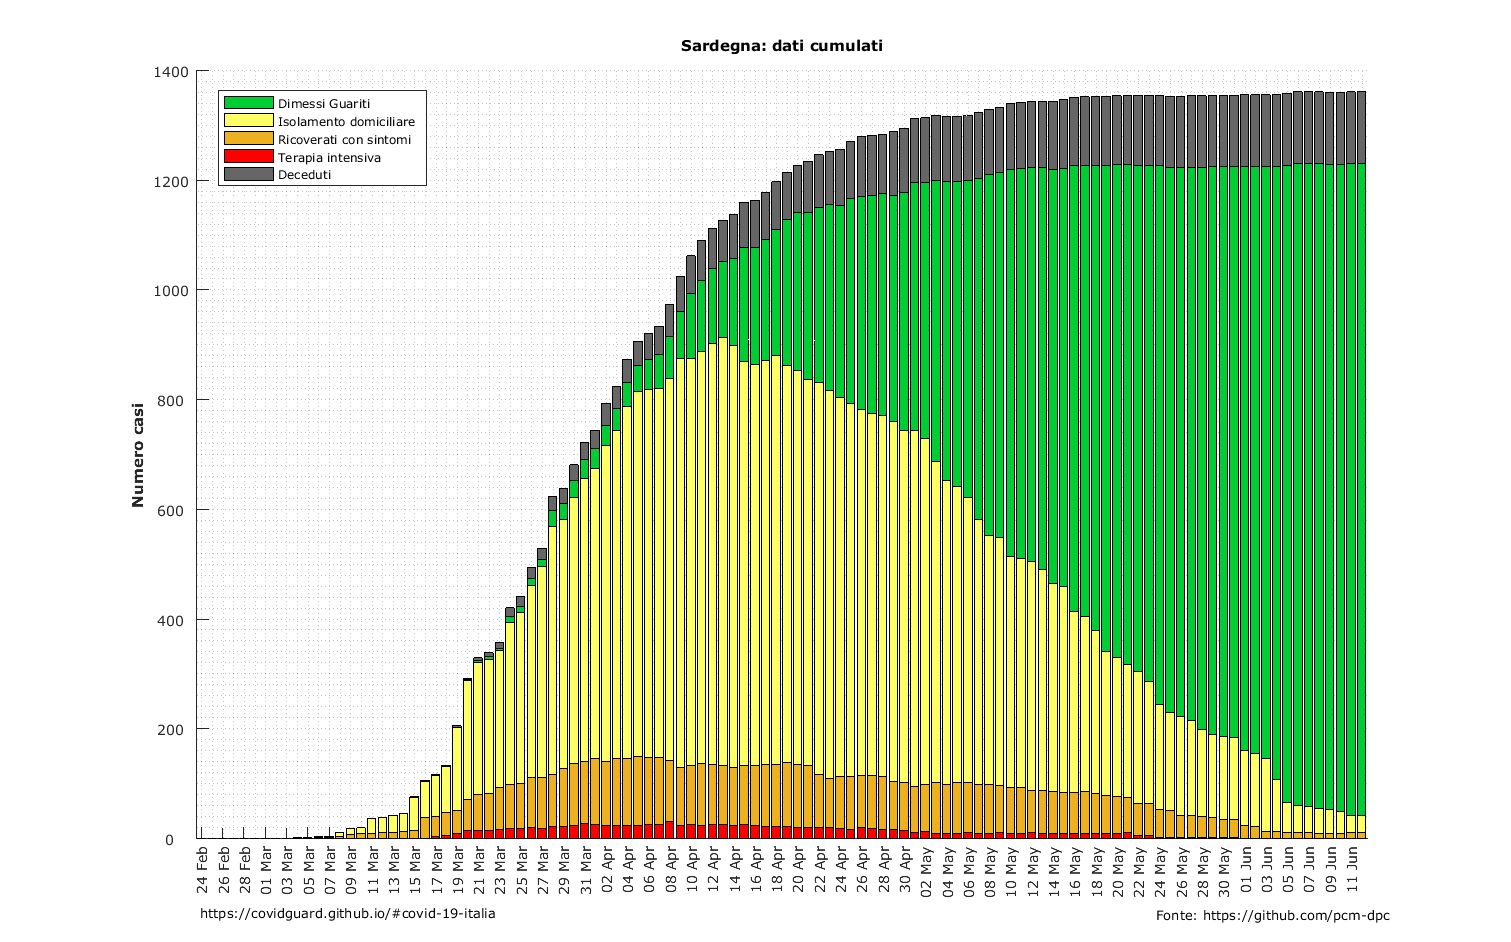 Sardegna: dati cumulati
1400
1200
1000
800
600
400
200
0
Numero casi
Dimessi Guariti
Isolamento domiciliare
Ricoverati con sintomi
Terapia intensiva
Deceduti
24 Feb
26 Feb
28 Feb
01 Mar
03 Mar
05 Mar
07 Mar
09 Mar
11 Mar
13 Mar
15 Mar
17 Mar
19 Mar
21 Mar
23 Mar
25 Mar
27 Mar
29 Mar
31 Mar
02 Apr
04 Apr
06 Apr
08 Apr
10 Apr
12 Apr
14 Apr
16 Apr
18 Apr
20 Apr
22 Apr
24 Apr
26 Apr
28 Apr
30 Apr
02 May
04 May
06 May
08 May
10 May
12 May
14 May
16 May
18 May
20 May
22 May
24 May
26 May
28 May
30 May
01 Jun
03 Jun
05 Jun
07 Jun
09 Jun
11 Jun
https://covidguard.github.io/#covid-19-italia
Fonte: https://github.com/pcm-dpc